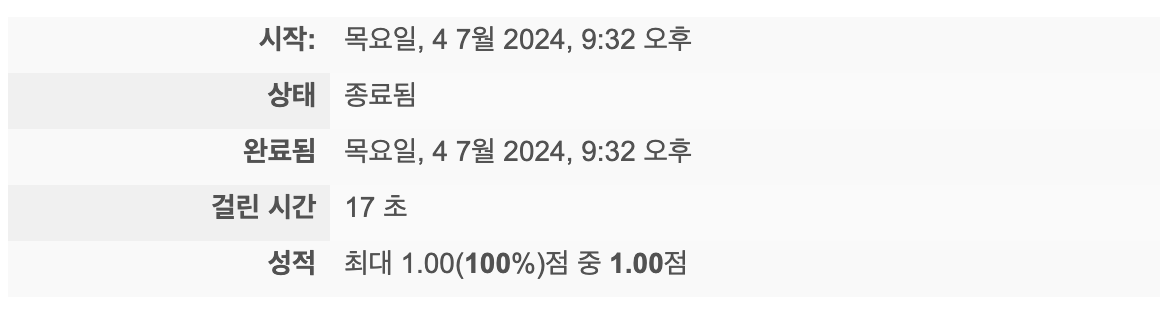 시작: 목요일, 4 7월 2024, 9:32 오후
상태 종료됨
완료됨 목요일, 4 7월 2024, 9:32 오후
걸린 시간 17 초
성적 최대 1.00(100%)점 중 1.00점